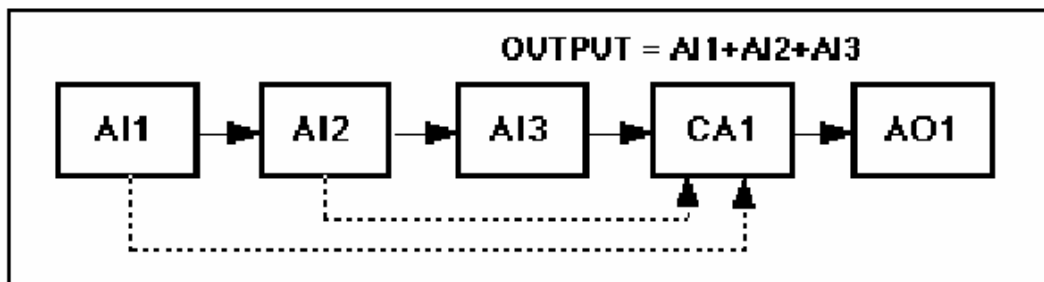 OUTPUT = AI1+AI2+AI3
AI1
AI2
AI3
CA1
AO1